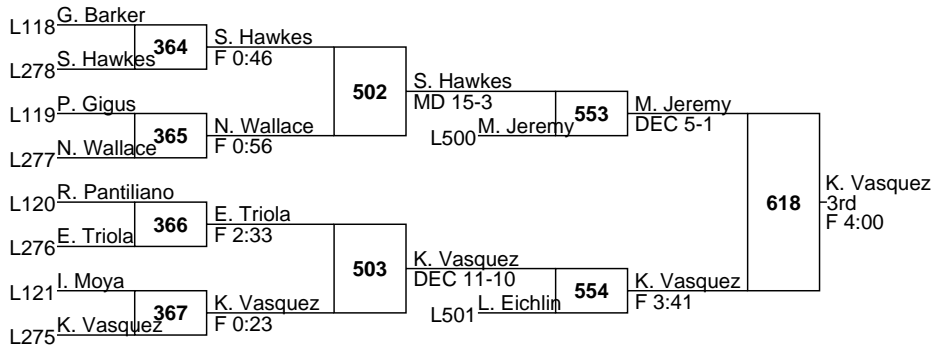 G. Barker
L118
364
S. Hawkes
F 0:46
S. Hawkes
L278
502
S. Hawkes
MD 15-3
P. Gigus
L119
365
N. Wallace
F 0:56
N. Wallace
L277
M. Jeremy
L500
553
M. Jeremy
DEC 5-1
R. Pantiliano
L120
366
E. Triola
F 2:33
E. Triola
L276
503
K. Vasquez
DEC 11-10
I. Moya
L121
367
K. Vasquez
F 0:23
K. Vasquez
L275
L. Eichlin
L501
554
K. Vasquez
F 3:41
618
K. Vasquez
3rd
F 4:00